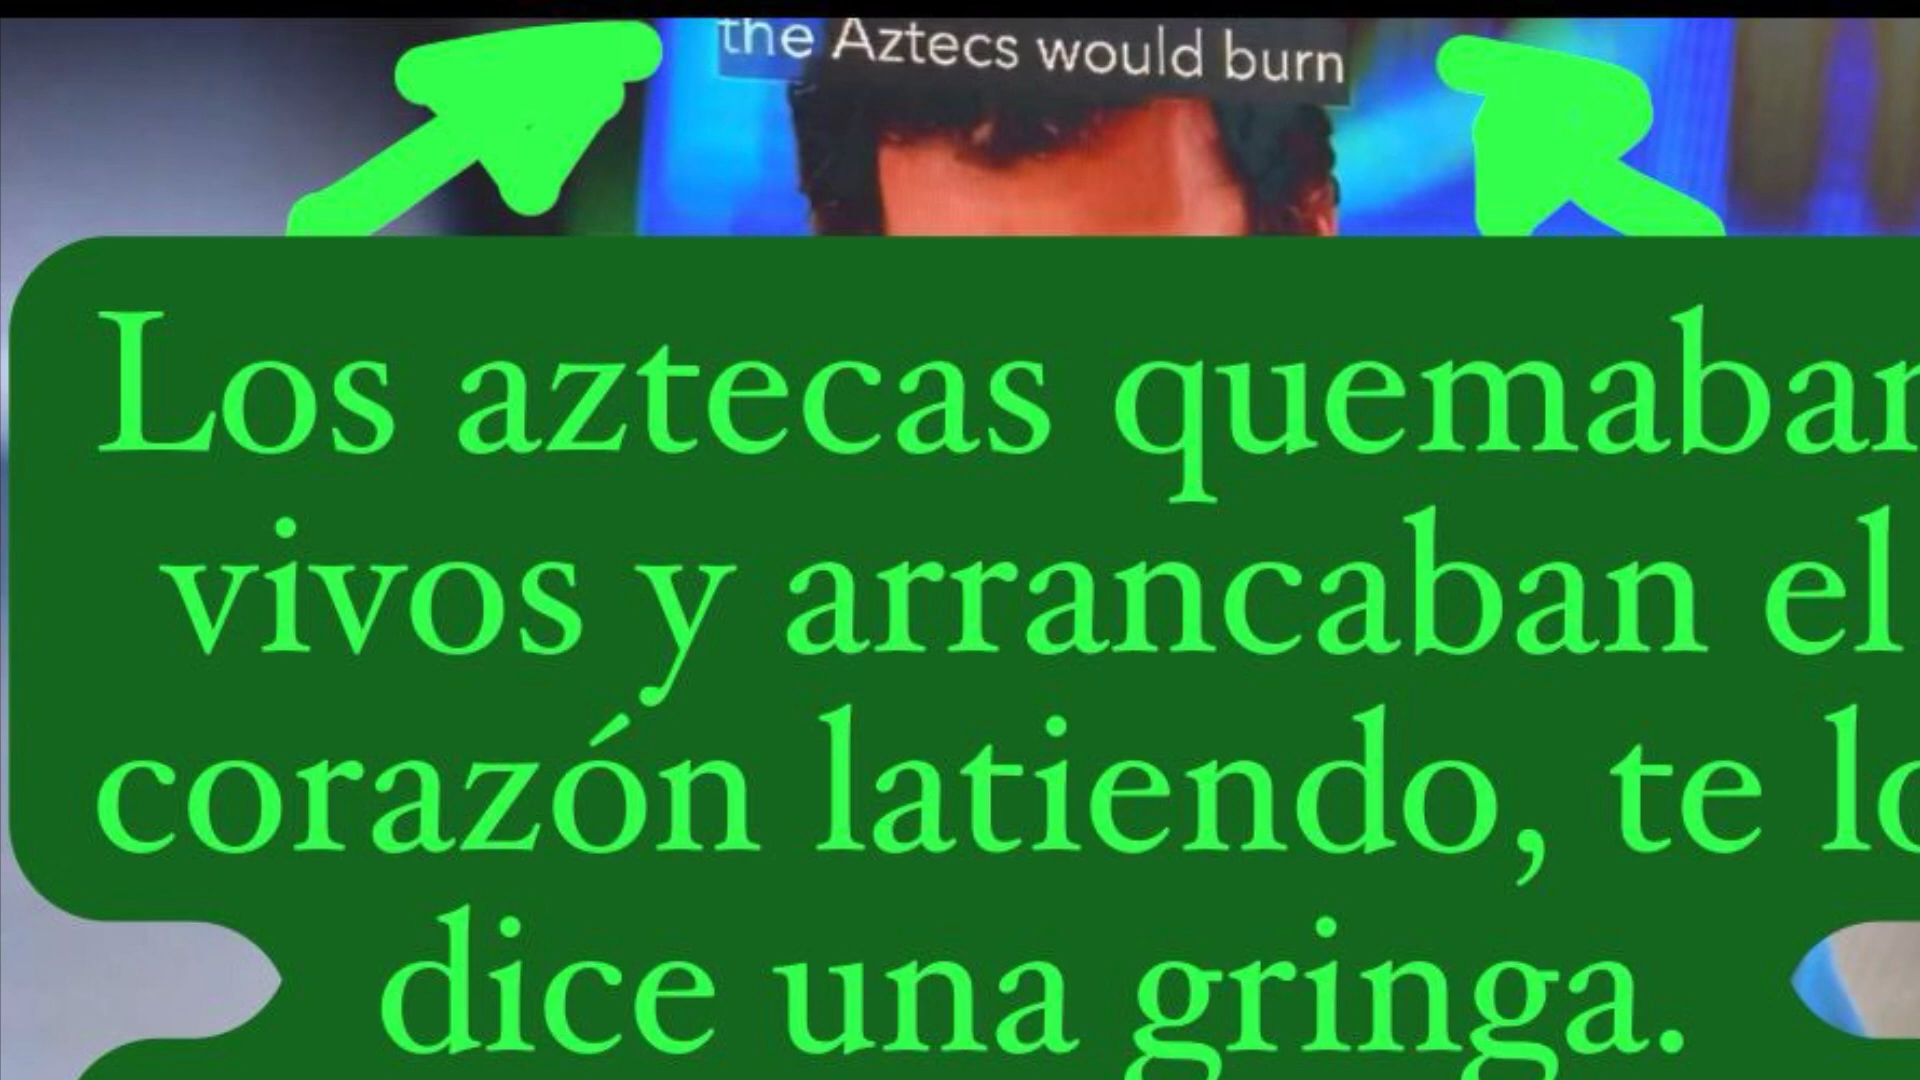 the Aztecs would burn
Los aztecas quemaban
vivos y arrancaban el
corazón latiendo, te lo
dice una gringa.